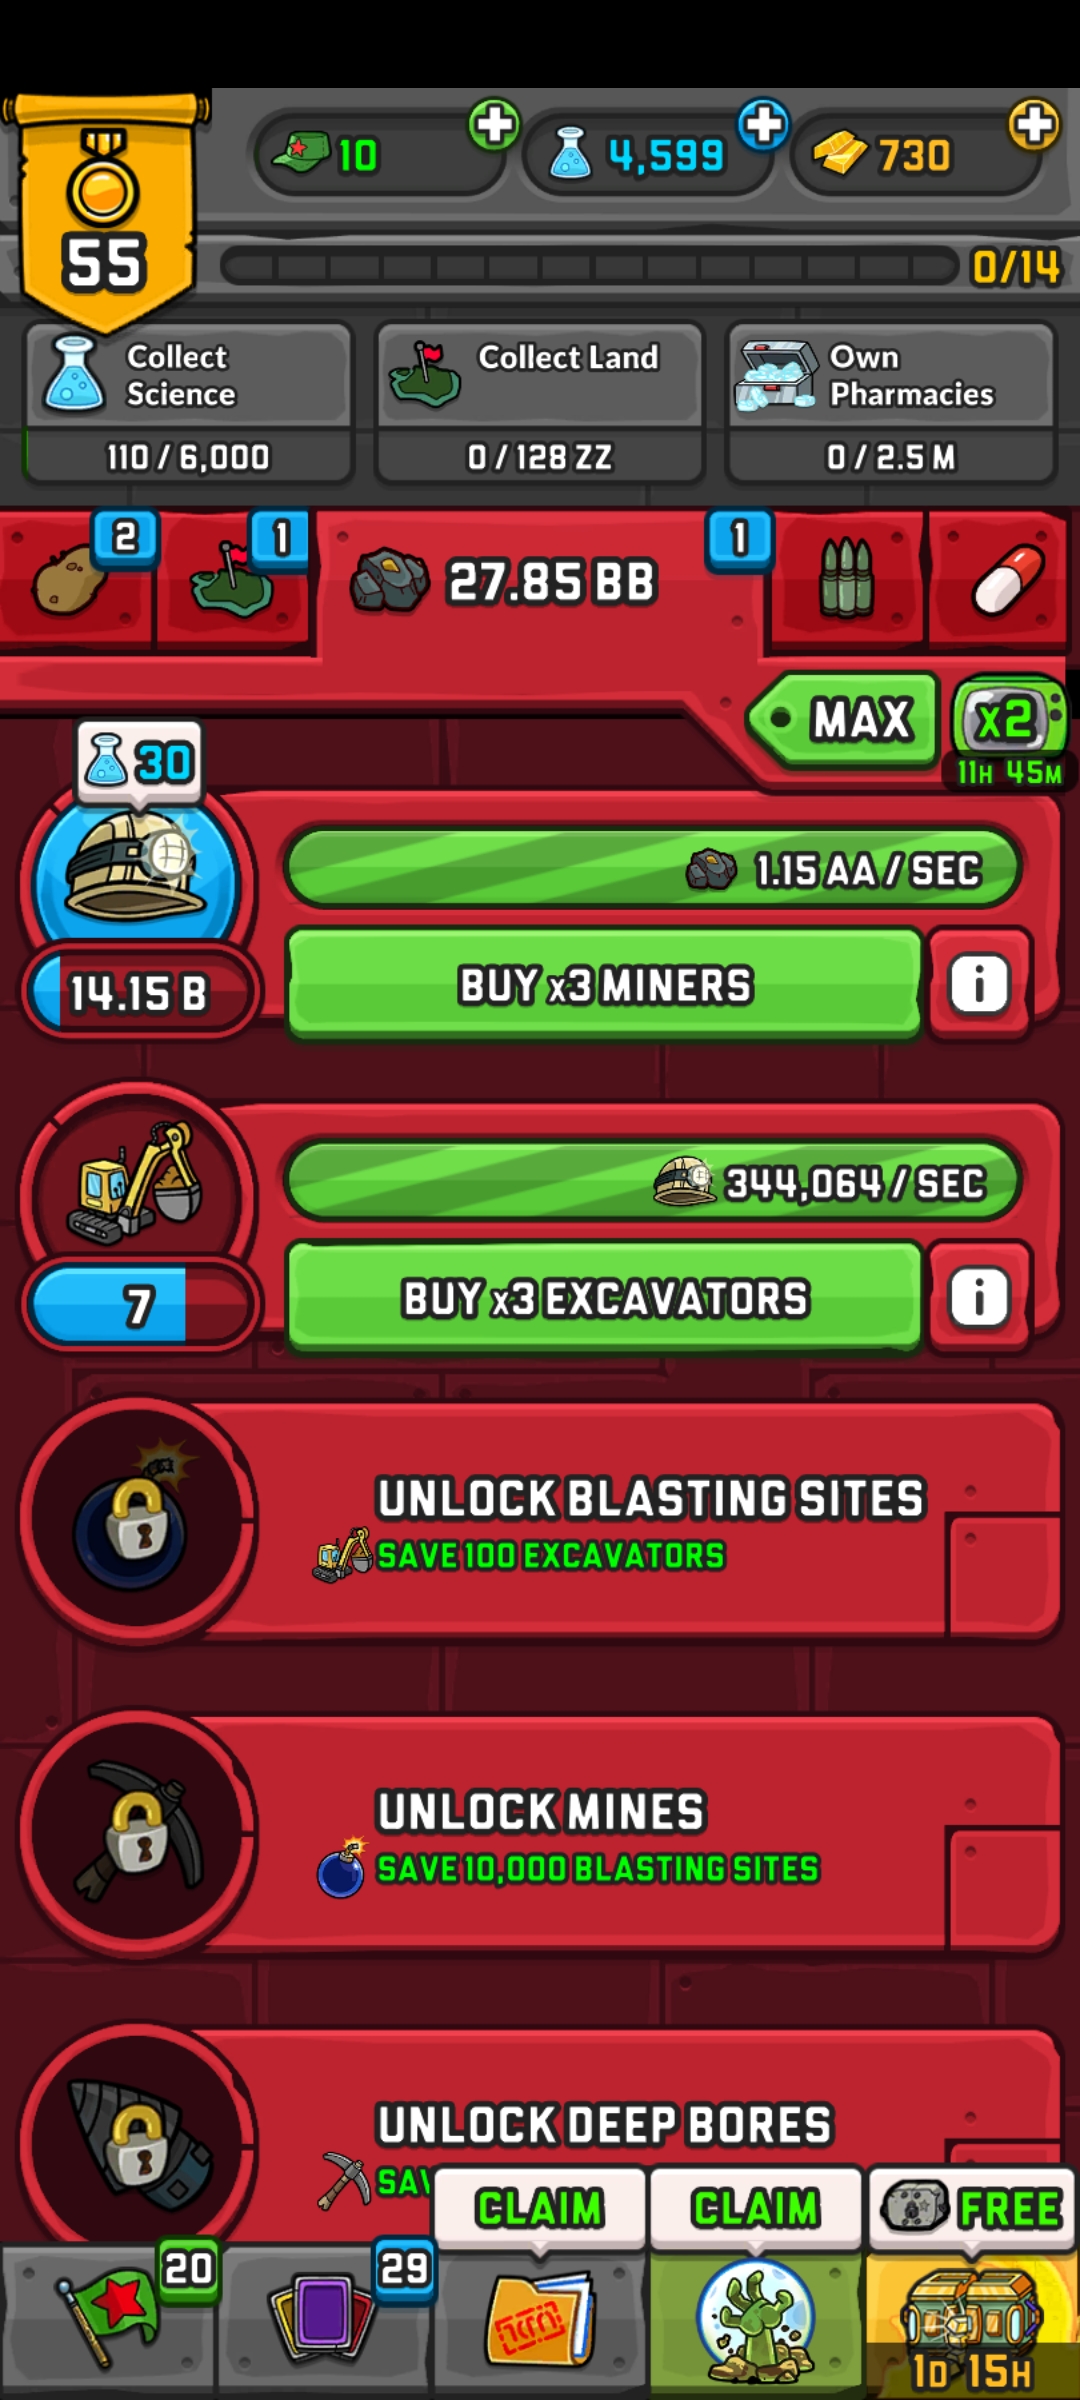 10
4,599
730
55
0/14
Collect
Science
110 / 6,000
Collect Land
0 / 128 ZZ
Own
Pharmacies
0 / 2.5 M
2
1
27.85 BB
1
MAX
x2
11H 45M
30
1.15 AA / SEC
14.15 B
BUY x3 MINERS
i
344,064 / SEC
7
BUY x3 EXCAVATORS
i
UNLOCK BLASTING SITES
SAVE 100 EXCAVATORS
UNLOCK MINES
SAVE 10,000 BLASTING SITES
UNLOCK DEEP BORES
CLAIM
CLAIM
FREE
20
29
1D 15H